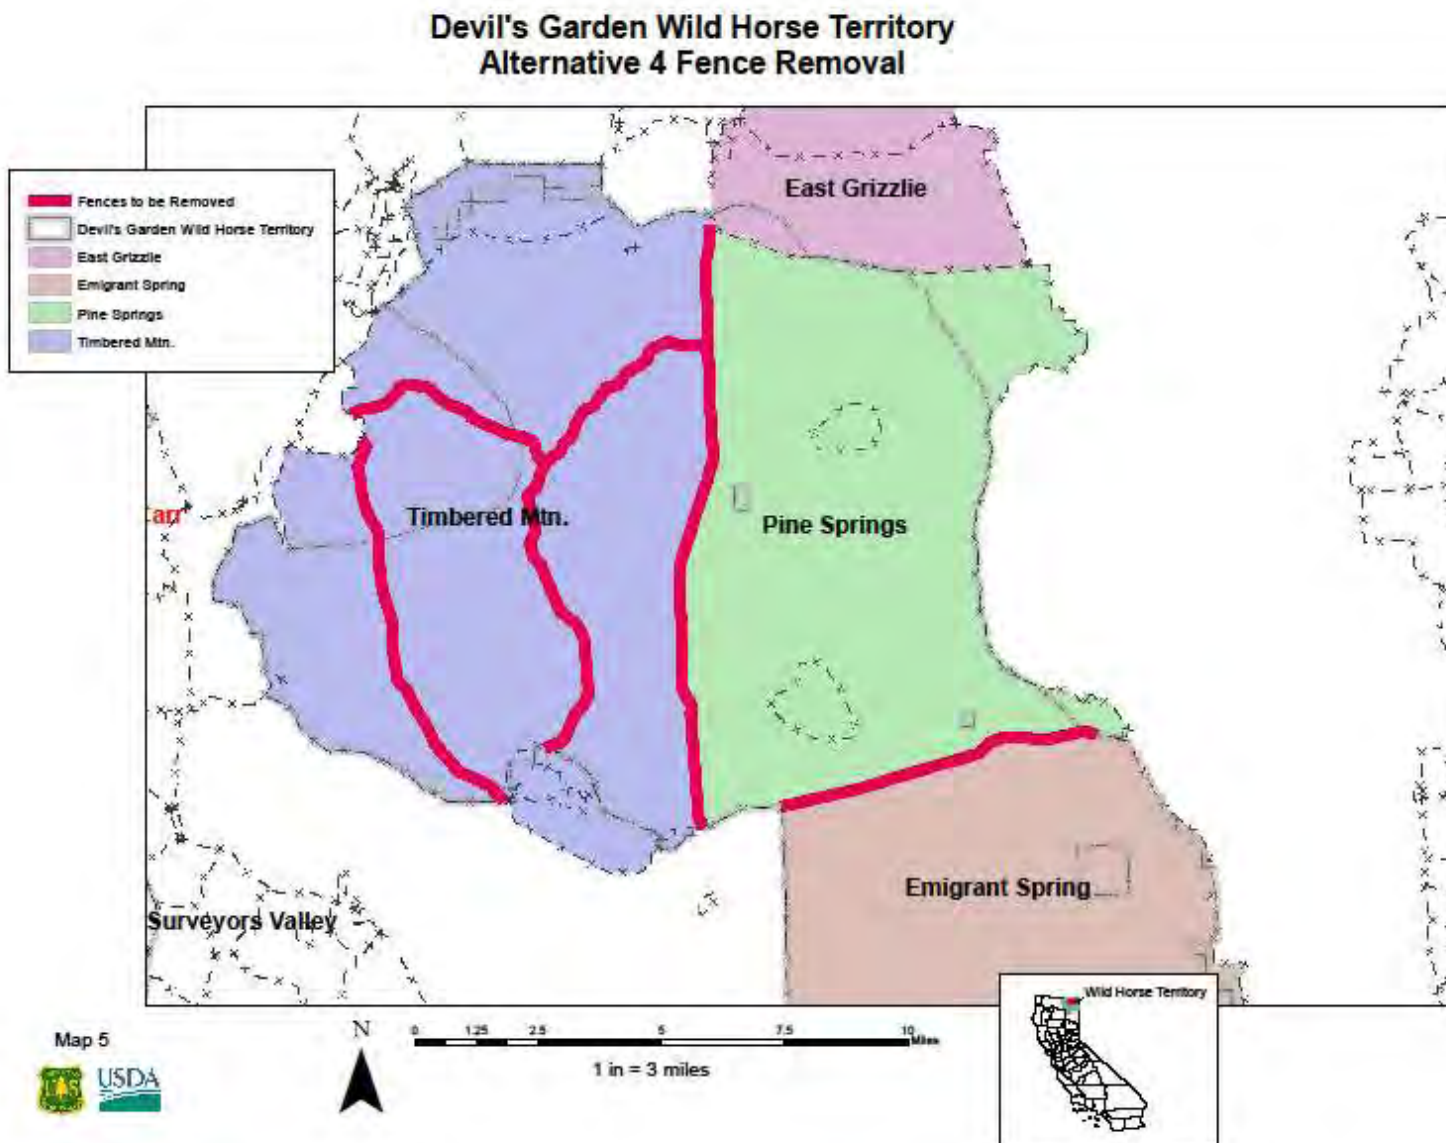 Devil's Garden Wild Horse Territory
Alternative 4 Fence Removal
Fences to be Removed
Devil's Garden Wild Horse Territory
East Grizzlie
Emigrant Spring
Pine Springs
Timbered Mtn.
East Grizzlie
Timbered Mtn.
Pine Springs
Emigrant Spring
Surveyors Valley
Wild Horse Territory
Map 5
N
0 1.25 2.5 5 7.5 10
Miles
1 in = 3 miles
USDA